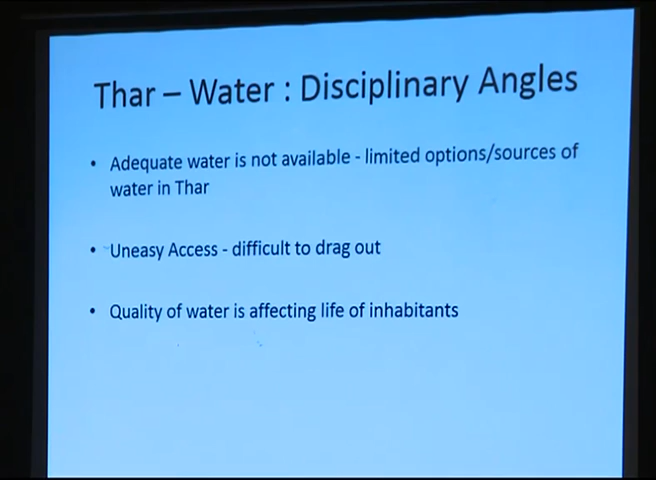 Thar – Water : Disciplinary Angles
• Adequate water is not available - limited options/sources of
water in Thar
• Uneasy Access - difficult to drag out
• Quality of water is affecting life of inhabitants